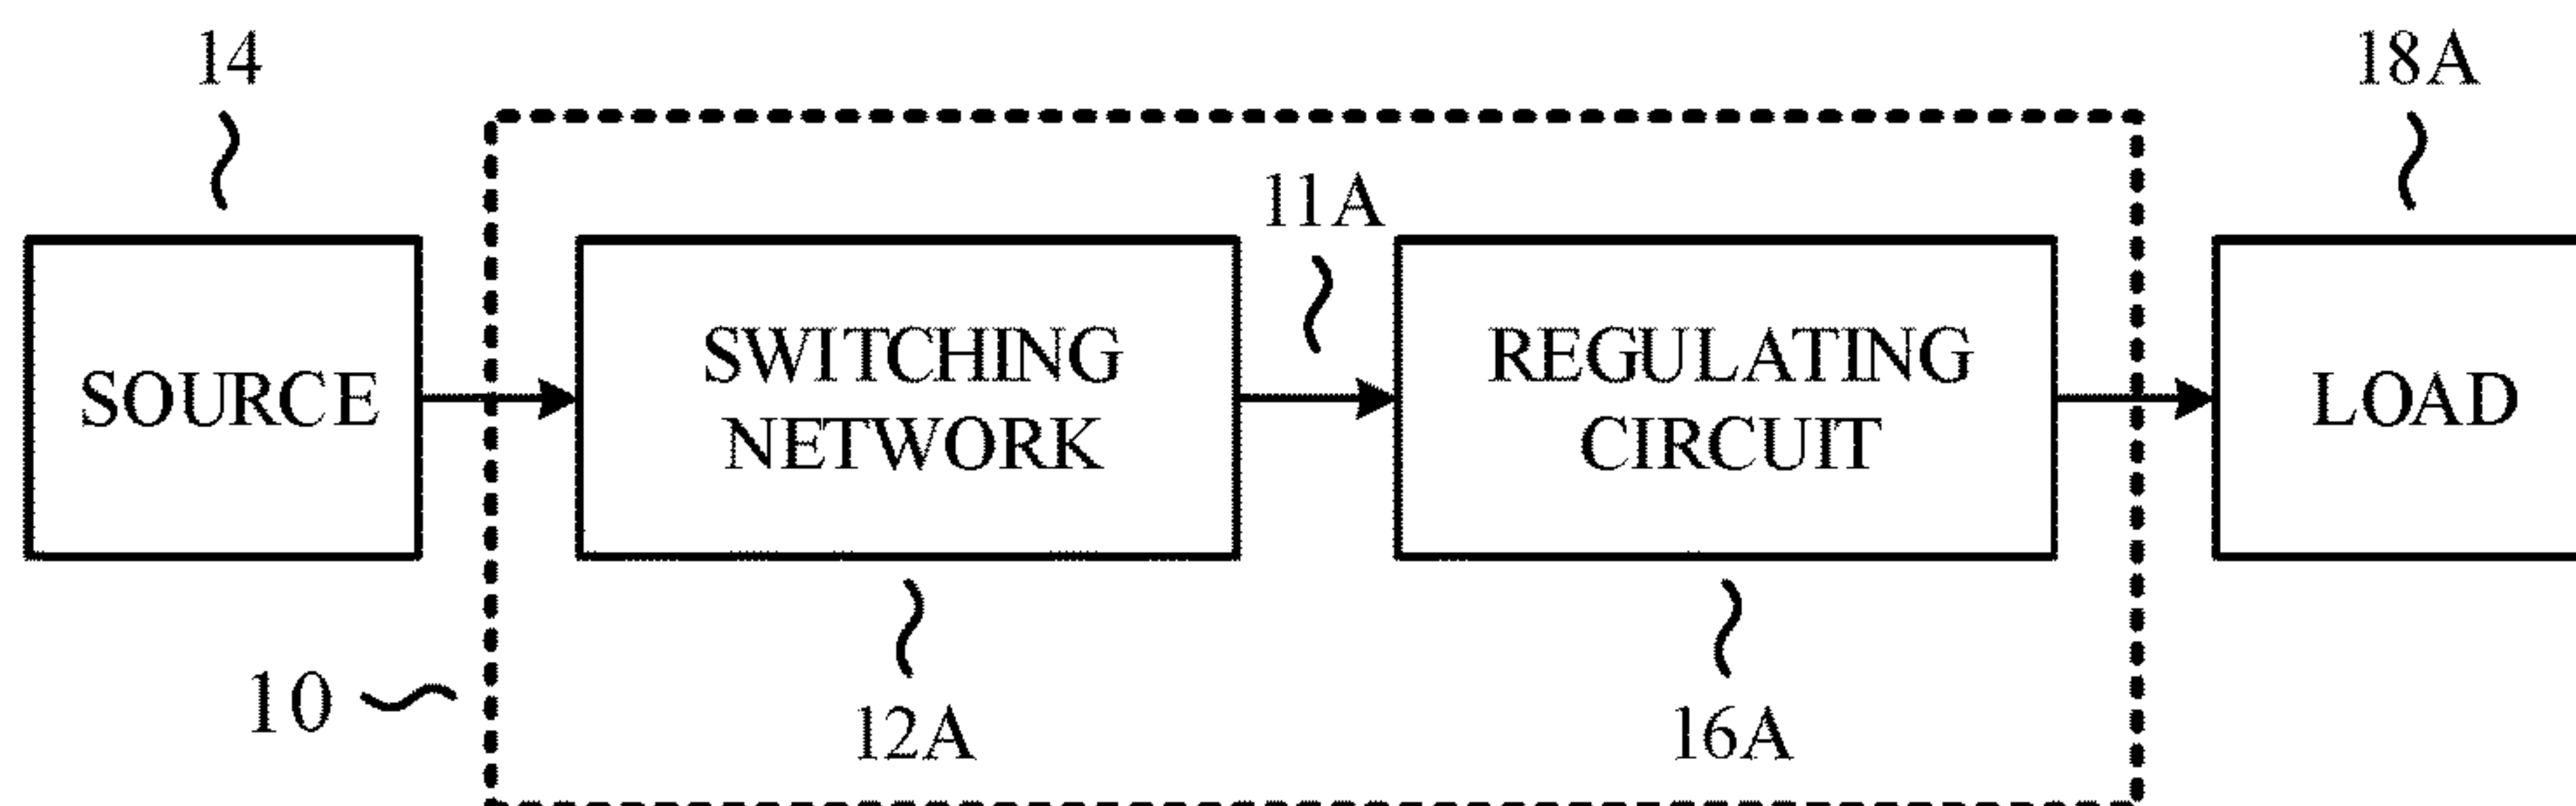 14
18A
11A
SOURCE
SWITCHING
NETWORK
REGULATING
CIRCUIT
LOAD
10
12A
16A